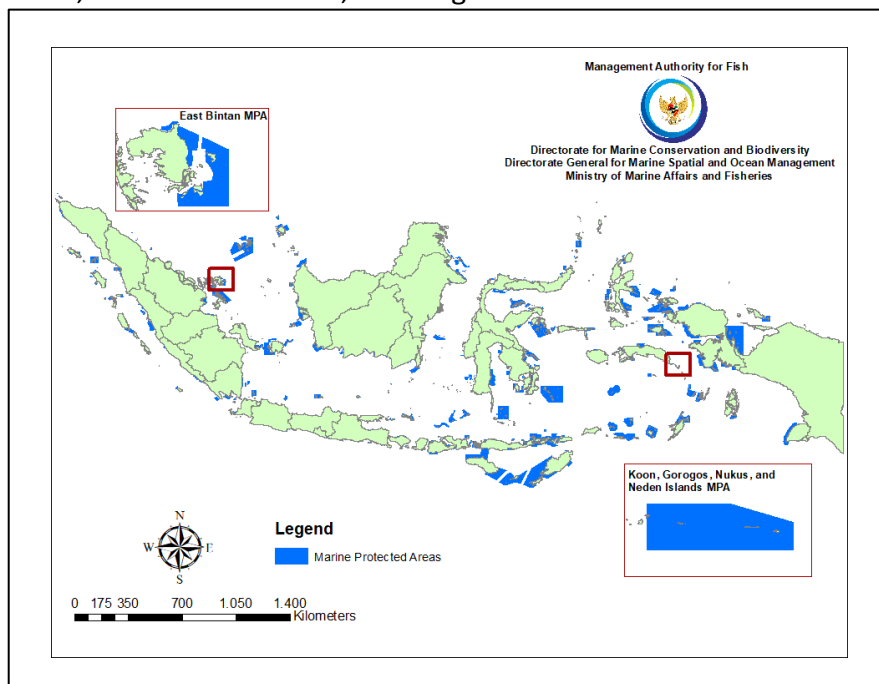 Management Authority for Fish
Directorate for Marine Conservation and Biodiversity
Directorate General for Marine Spatial and Ocean Management
Ministry of Marine Affairs and Fisheries
East Bintan MPA
Koon, Gorogos, Nukus, and
Neden Islands MPA
N
W E
S
Legend
Marine Protected Areas
0 175 350 700 1.050 1.400
Kilometers